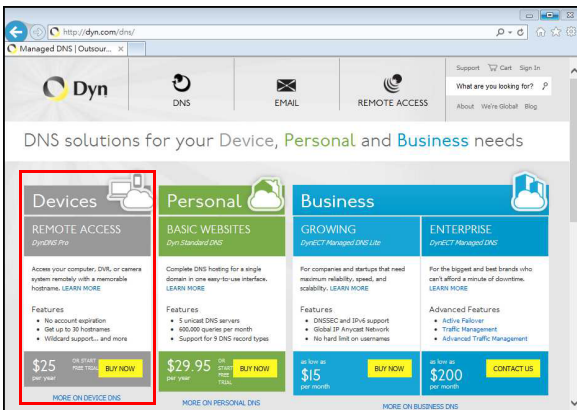 http://dyn.com/dns/
Managed DNS | Outsour...
Dyn
DNS
EMAIL
REMOTE ACCESS
Support Cart Sign In
What are you looking for?
About We're Global! Blog
DNS solutions for your Device, Personal and Business needs
Devices
REMOTE ACCESS
DynDNS Pro
Access your computer, DVR, or camera
system remotely with a memorable
hostname. LEARN MORE
Features
• No account expiration
• Get up to 30 hostnames
• Wildcard support... and more
$25
per year
OR START
FREE TRIAL
BUY NOW
MORE ON DEVICE DNS
Personal
BASIC WEBSITES
Dyn Standard DNS
Complete DNS hosting for a single
domain in one easy-to-use interface.
LEARN MORE
Features
• 5 unicast DNS servers
• 600,000 queries per month
• Support for 9 DNS record types
$29.95
per year
OR
START
FREE
TRIAL
BUY NOW
MORE ON PERSONAL DNS
Business
GROWING
DynECT Managed DNS Lite
For companies and startups that need
maximum reliability, speed, and
scalability. LEARN MORE
Features
• DNSSEC and IPv6 support
• Global IP Anycast Network
• No hard limit on usernames
as low as
$15
per month
BUY NOW
ENTERPRISE
DynECT Managed DNS
For the biggest and best brands who
can't afford a minute of downtime.
LEARN MORE
Advanced Features
• Active Failover
• Traffic Management
• Advanced Traffic Management
as low as
$200
per month
CONTACT US
MORE ON BUSINESS DNS